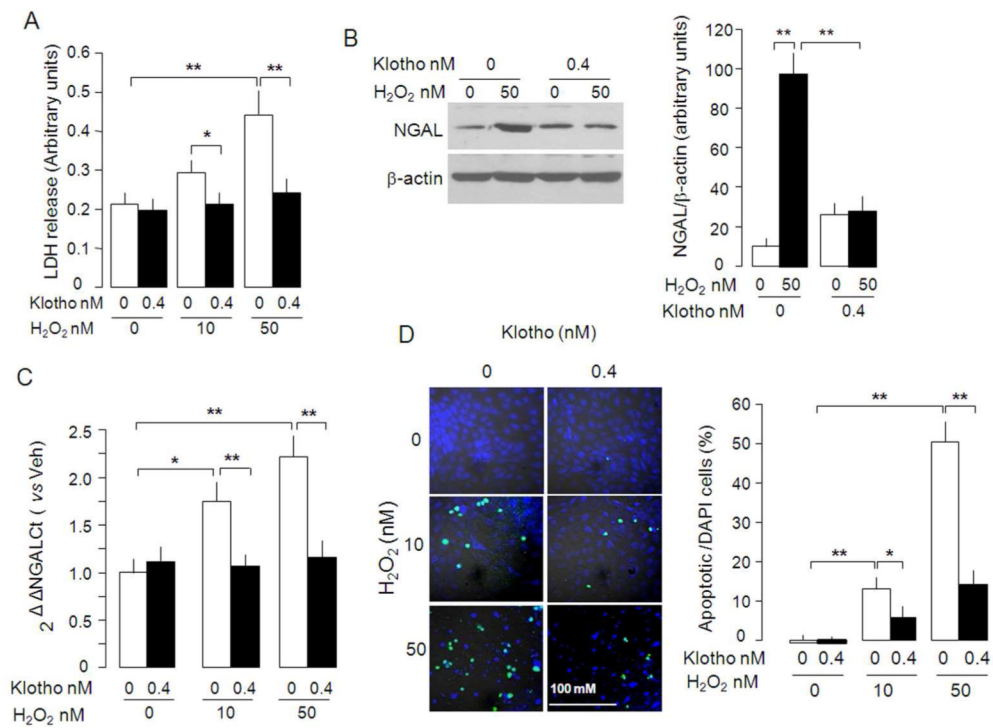 A
LDH release (Arbitrary units)
0.6
0.5
0.4
0.3
0.2
0.2
0
**
**
*
Klotho nM 0 0.4 0 0.4 0 0.4
H₂O₂ nM 0 10 50
B
Klotho nM 0 0.4
H₂O₂ nM 0 50 0 50
NGAL
β-actin
NGAL/β-actin (arbitrary units)
120
100
80
60
40
20
0
** **
H₂O₂ nM 0 50 0 50
Klotho nM 0 0.4
C
2 Δ ΔNGALCt ( vs Veh)
2.5
2.0
1.5
1.0
1.0
0
**
**
*
**
Klotho nM 0 0.4 0 0.4 0 0.4
H₂O₂ nM 0 10 50
D
Klotho (nM)
0 0.4
H₂O₂ (nM)
0
10
50
100 mM
Apoptotic/DAPI cells (%)
60
50
40
30
20
10
0
**
**
**
*
Klotho nM 0 0.4 0 0.4 0 0.4
H₂O₂ nM 0 10 50